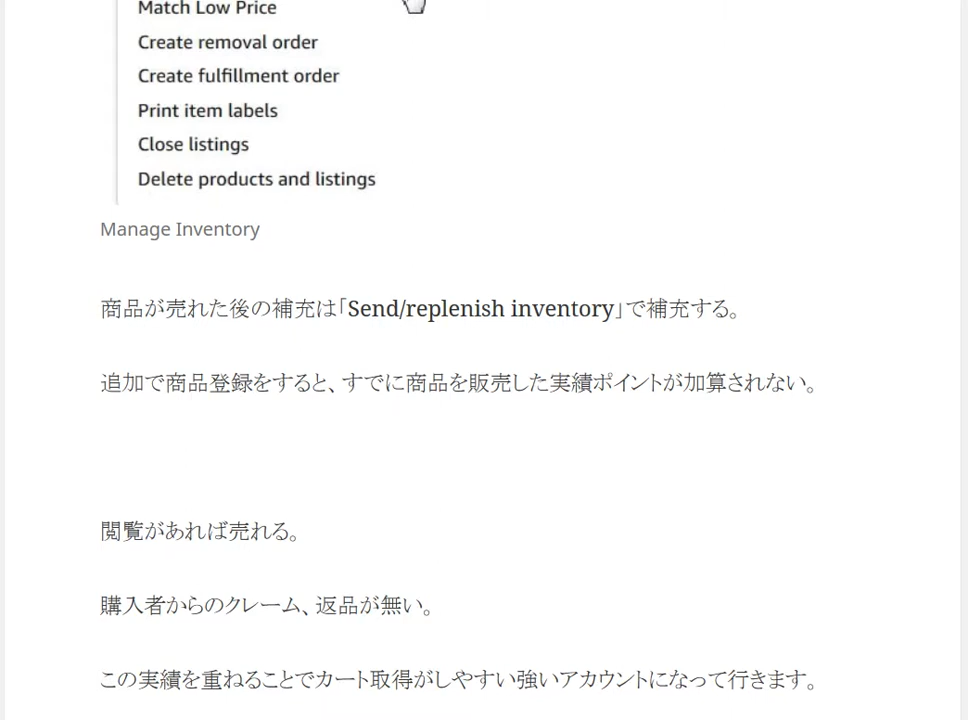 Match Low Price
Create removal order
Create fulfillment order
Print item labels
Close listings
Delete products and listings
Manage Inventory
商品が売れた後の補充は「Send/replenish inventory」で補充する。
追加で商品登録をすると、すでに商品を販売した実績ポイントが加算されない。
閲覧があれば売れる。
購入者からのクレーム、返品が無い。
この実績を重ねることでカート取得がしやすい強いアカウントになって行きます。